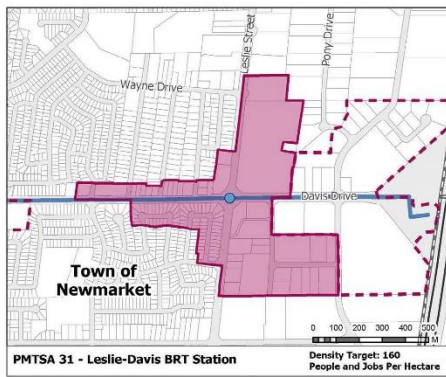 Leslie Street
Pony Drive
Wayne Drive
Davis Drive
Town of
Newmarket
0 100 200 300 400 500
M
PMTSA 31 - Leslie-Davis BRT Station
Density Target: 160
People and Jobs Per Hectare